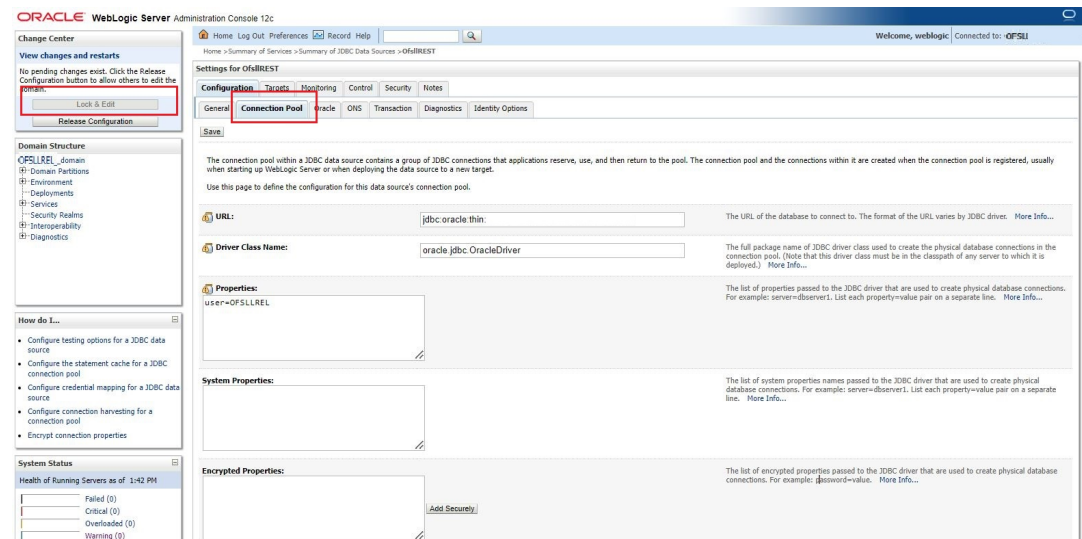 ORACLE WebLogic Server Administration Console 12c
Change Center
View changes and restarts
No pending changes exist. Click the Release
Configuration button to allow others to edit the
domain.
Lock & Edit
Release Configuration
Domain Structure
OFSLLREL_domain
Domain Partitions
Environment
Deployments
Services
Security Realms
Interoperability
Diagnostics
How do I...
Configure testing options for a JDBC data
source
Configure the statement cache for a JDBC
connection pool
Configure credential mapping for a JDBC data
source
Configure connection harvesting for a
connection pool
Encrypt connection properties
System Status
Health of Running Servers as of 1:42 PM
Failed (0)
Critical (0)
Overloaded (0)
Warning (0)
Home Log Out Preferences Record Help
Welcome, weblogic Connected to: OFSLL
Home >Summary of Services >Summary of JDBC Data Sources >OfsllREST
Settings for OfsllREST
Configuration Targets Monitoring Control Security Notes
General Connection Pool Oracle ONS Transaction Diagnostics Identity Options
Save
The connection pool within a JDBC data source contains a group of JDBC connections that applications reserve, use, and then return to the pool. The connection pool and the connections within it are created when the connection pool is registered, usually
when starting up WebLogic Server or when deploying the data source to a new target.
Use this page to define the configuration for this data source's connection pool.
URL: jdbc:oracle:thin: The URL of the database to connect to. The format of the URL varies by JDBC driver. More Info...
Driver Class Name: oracle.jdbc.OracleDriver The full package name of JDBC driver class used to create the physical database connections in the
connection pool. (Note that this driver class must be in the classpath of any server to which it is
deployed.) More Info...
Properties: The list of properties passed to the JDBC driver that are used to create physical database connections.
user=OFSLLREL For example: server=dbserver1. List each property=value pair on a separate line. More Info...
System Properties: The list of system properties names passed to the JDBC driver that are used to create physical
database connections. For example: server=dbserver1. List each property=value pair on a separate
line. More Info...
Encrypted Properties: The list of encrypted properties passed to the JDBC driver that are used to create physical database
connections. For example: password=value. More Info...
Add Securely